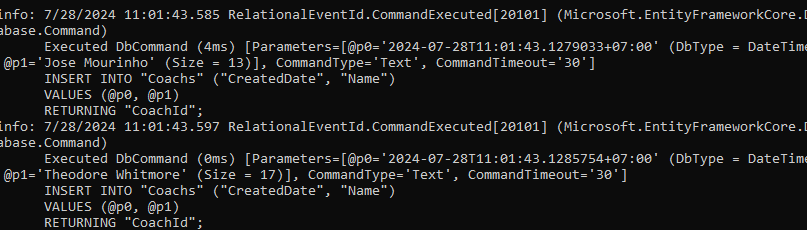 info: 7/28/2024 11:01:43.585 RelationalEventId.CommandExecuted[20101] (Microsoft.EntityFrameworkCore.D
abase.Command)
Executed DbCommand (4ms) [Parameters=[@p0='2024-07-28T11:01:43.1279033+07:00' (DbType = DateTime
@p1='Jose Mourinho' (Size = 13)], CommandType='Text', CommandTimeout='30']
INSERT INTO "Coachs" ("CreatedDate", "Name")
VALUES (@p0, @p1)
RETURNING "CoachId";
info: 7/28/2024 11:01:43.597 RelationalEventId.CommandExecuted[20101] (Microsoft.EntityFrameworkCore.D
abase.Command)
Executed DbCommand (0ms) [Parameters=[@p0='2024-07-28T11:01:43.1285754+07:00' (DbType = DateTime
@p1='Theodore Whitmore' (Size = 17)], CommandType='Text', CommandTimeout='30']
INSERT INTO "Coachs" ("CreatedDate", "Name")
VALUES (@p0, @p1)
RETURNING "CoachId";